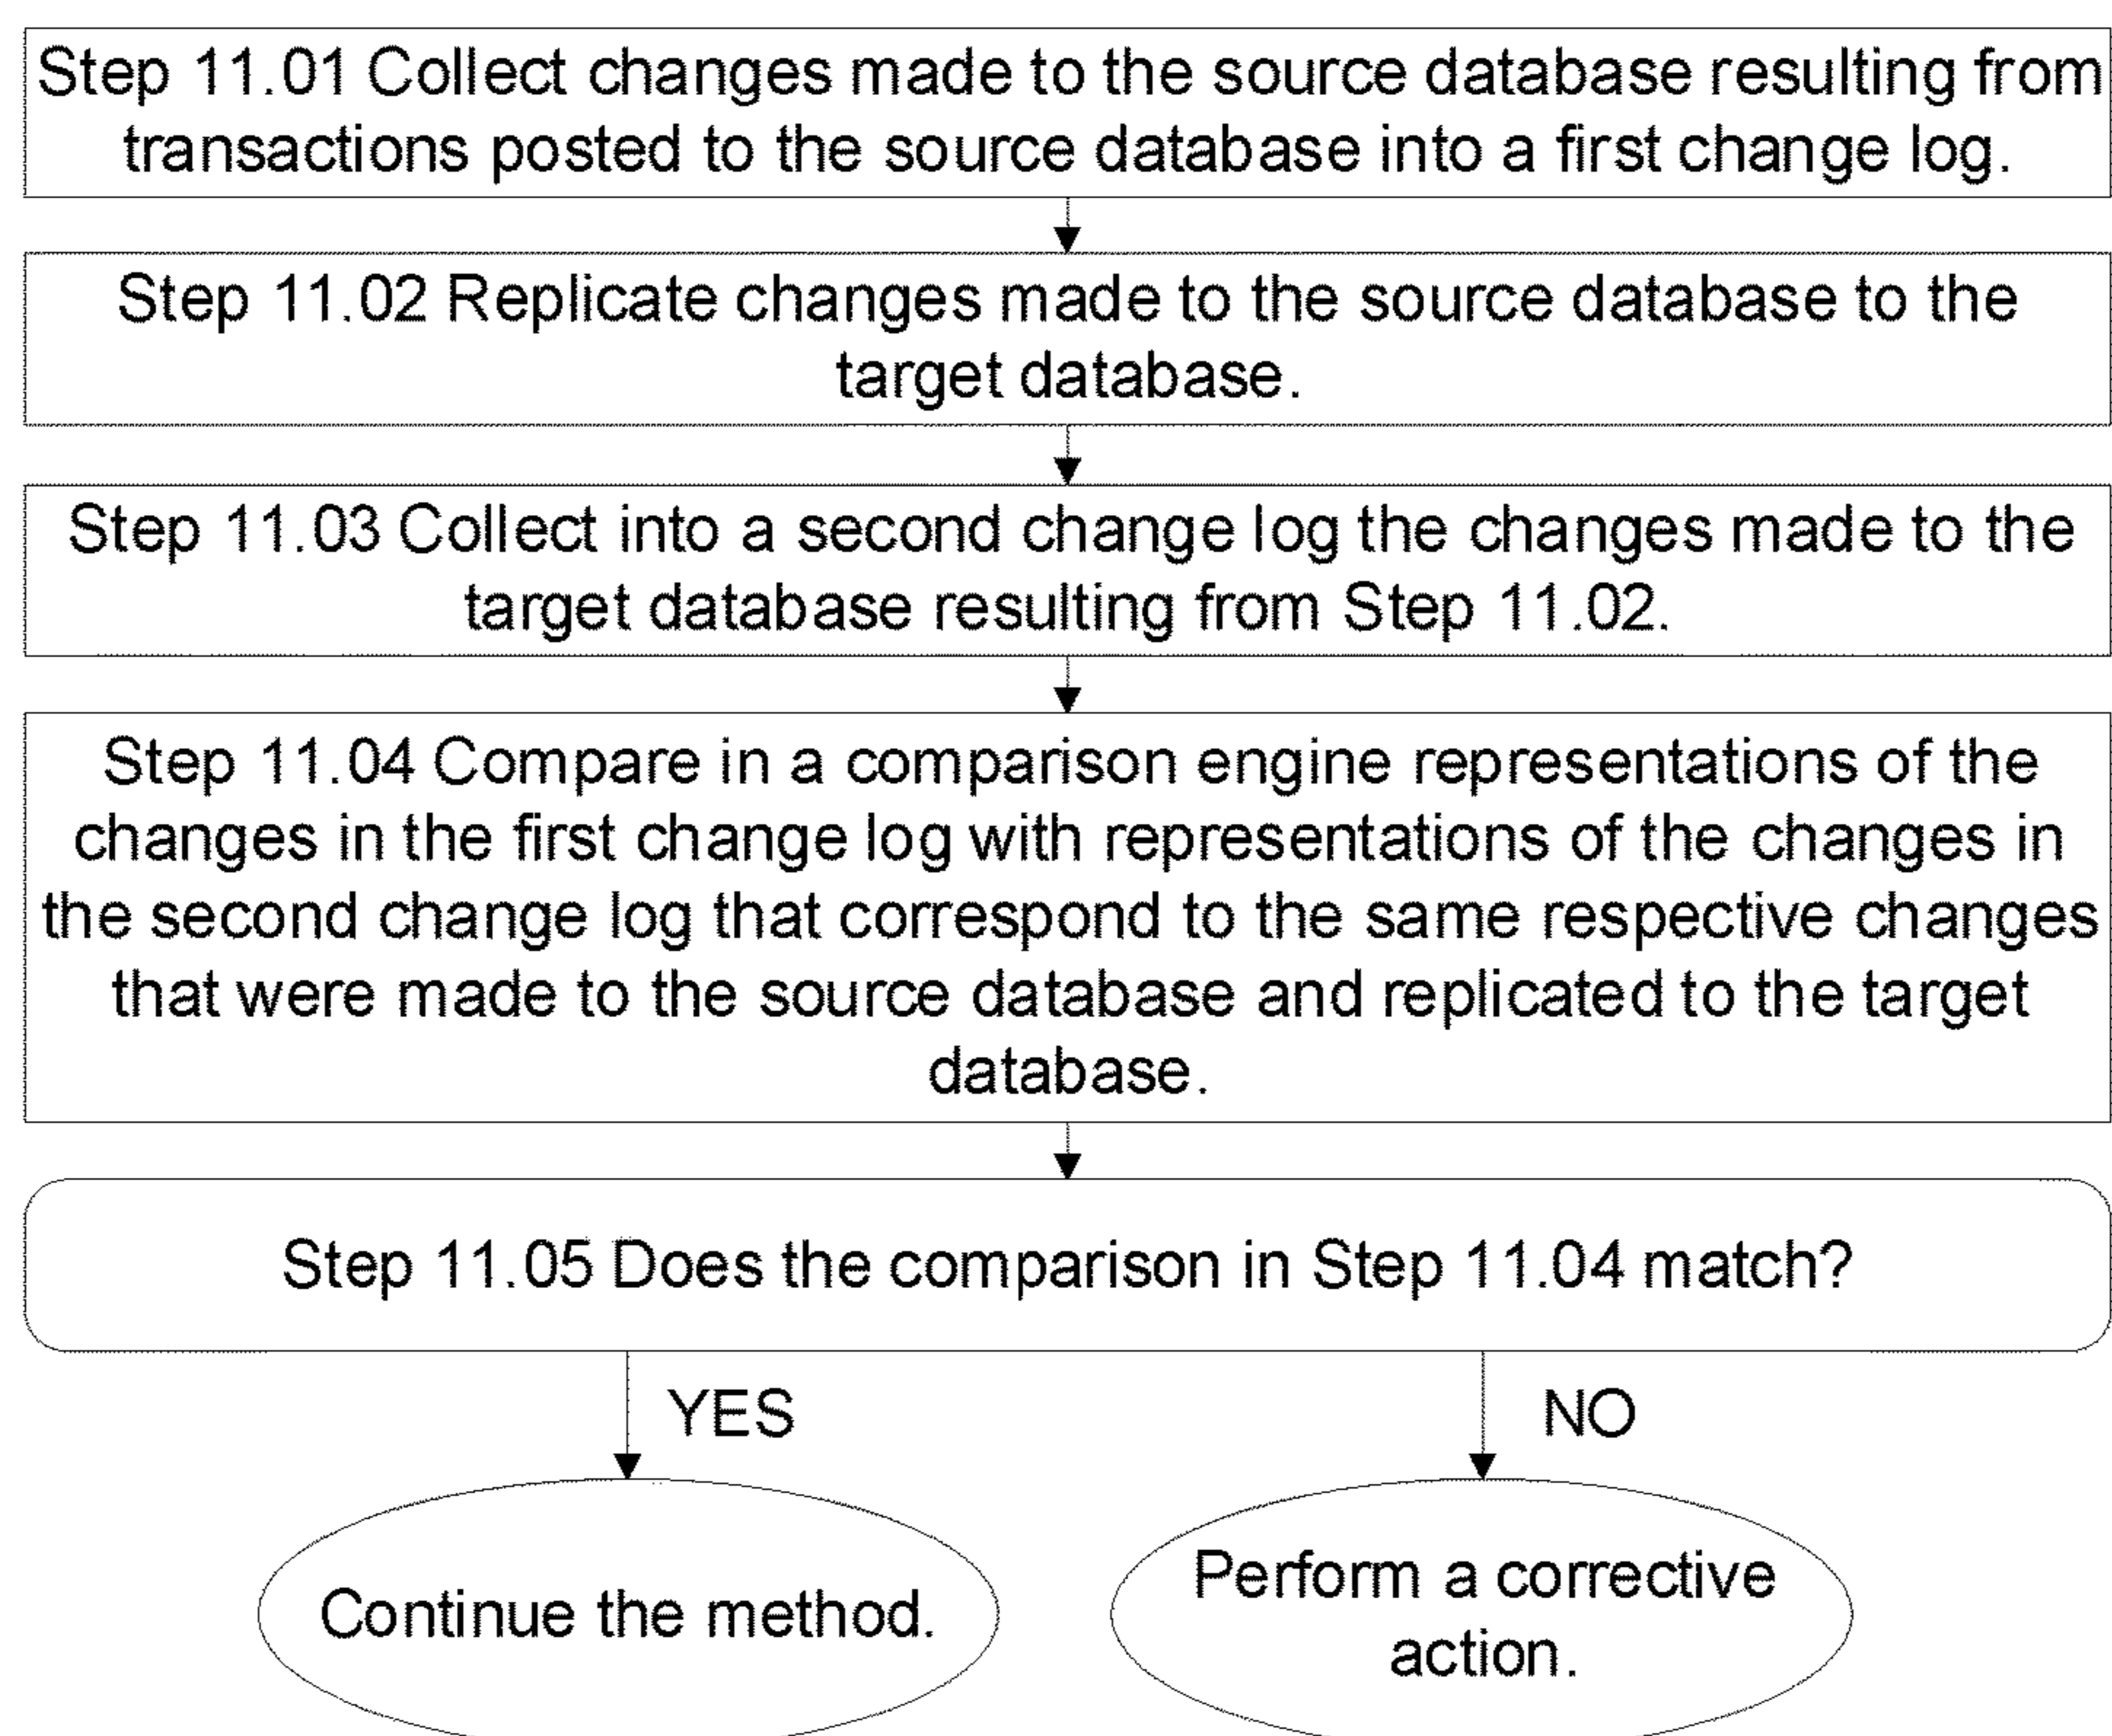 Step 11.01 Collect changes made to the source database resulting from
transactions posted to the source database into a first change log.
Step 11.02 Replicate changes made to the source database to the
target database.
Step 11.03 Collect into a second change log the changes made to the
target database resulting from Step 11.02.
Step 11.04 Compare in a comparison engine representations of the
changes in the first change log with representations of the changes in
the second change log that correspond to the same respective changes
that were made to the source database and replicated to the target
database.
Step 11.05 Does the comparison in Step 11.04 match?
YES
NO
Continue the method.
Perform a corrective
action.